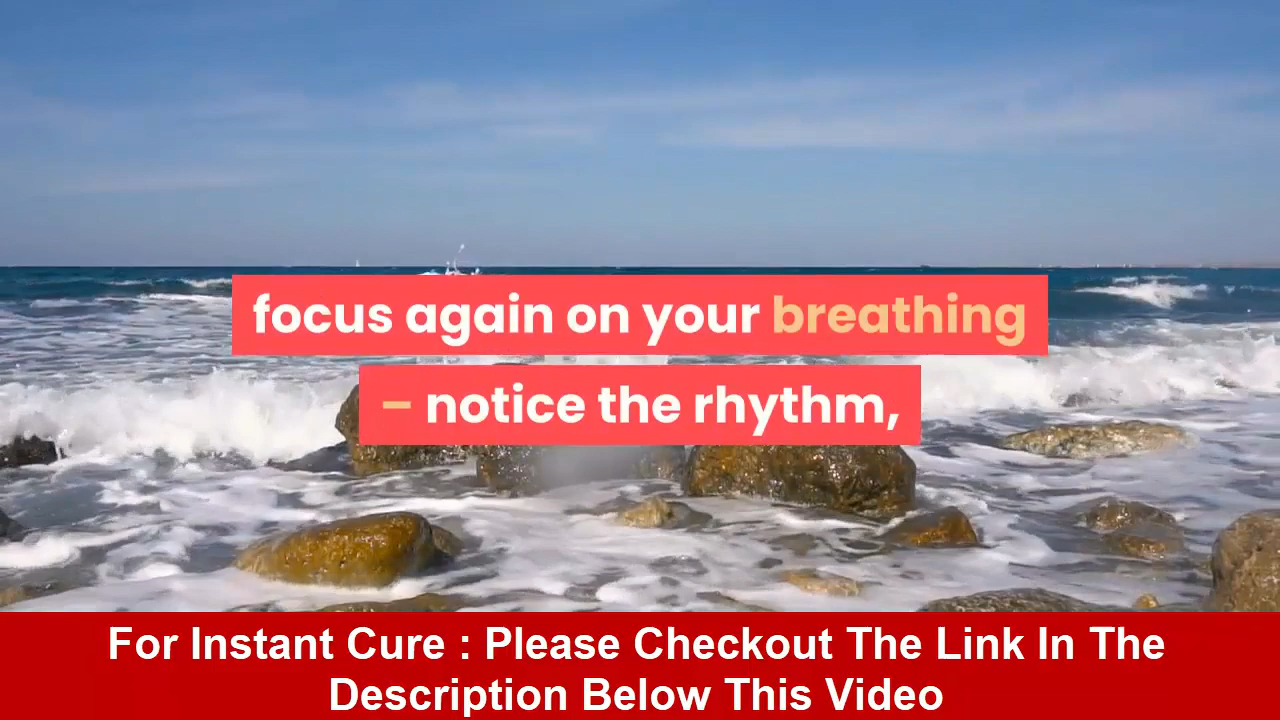 focus again on your breathing
– notice the rhythm,
For Instant Cure : Please Checkout The Link In The
Description Below This Video